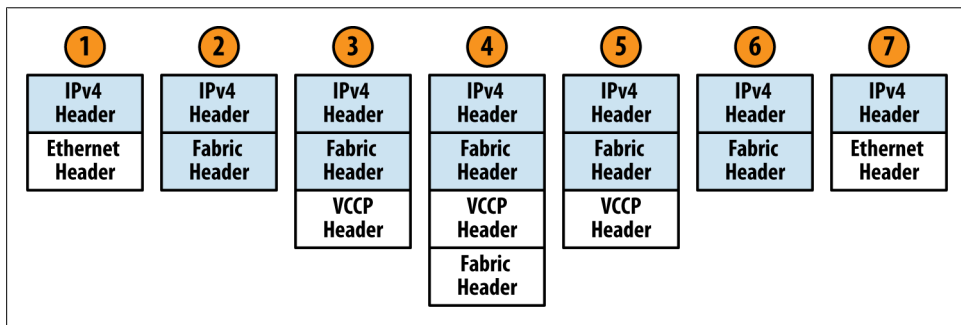 1
2
3
4
5
6
7
IPv4
Header
Ethernet
Header
IPv4
Header
Fabric
Header
IPv4
Header
Fabric
Header
VCCP
Header
IPv4
Header
Fabric
Header
VCCP
Header
Fabric
Header
IPv4
Header
Fabric
Header
VCCP
Header
IPv4
Header
Fabric
Header
IPv4
Header
Ethernet
Header